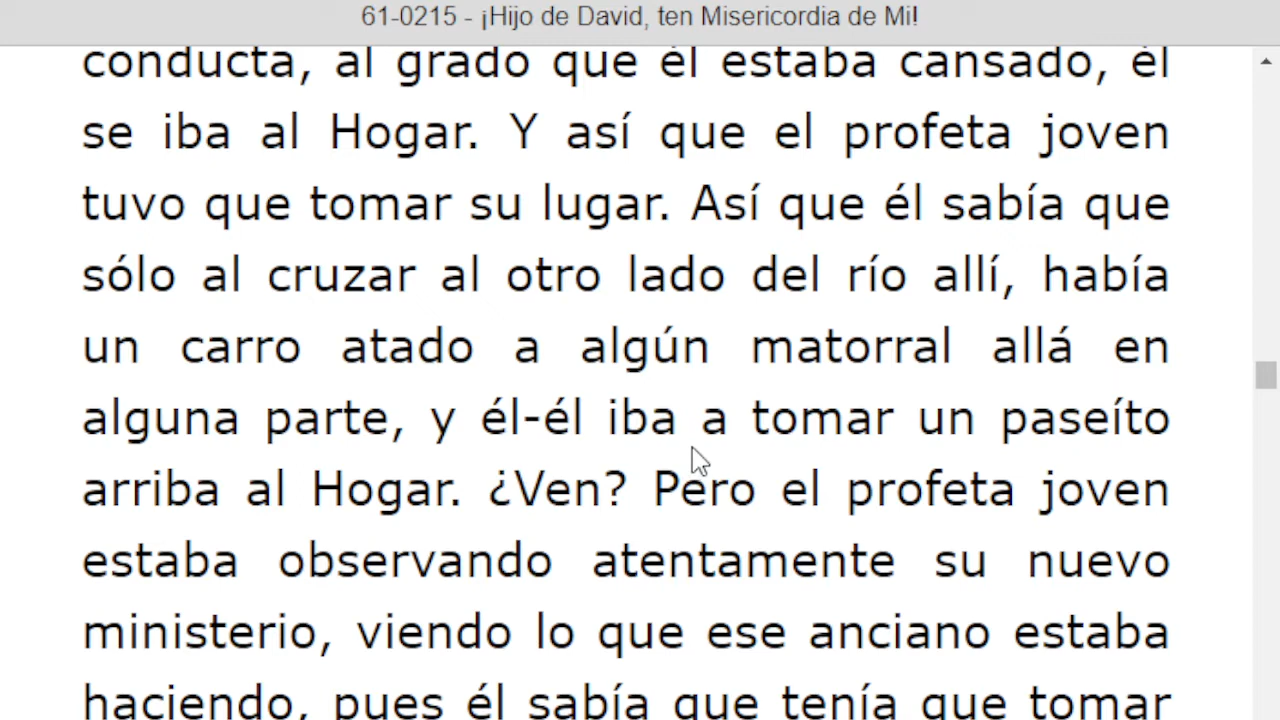 61-0215 - ¡Hijo de David, ten Misericordia de Mi!
conducta, al grado que él estaba cansado, él
se iba al Hogar. Y así que el profeta joven
tuvo que tomar su lugar. Así que él sabía que
sólo al cruzar al otro lado del río allí, había
un carro atado a algún matorral allá en
alguna parte, y él-él iba a tomar un paseíto
arriba al Hogar. ¿Ven? Pero el profeta joven
estaba observando atentamente su nuevo
ministerio, viendo lo que ese anciano estaba
haciendo, pues él sabía que tenía que tomar